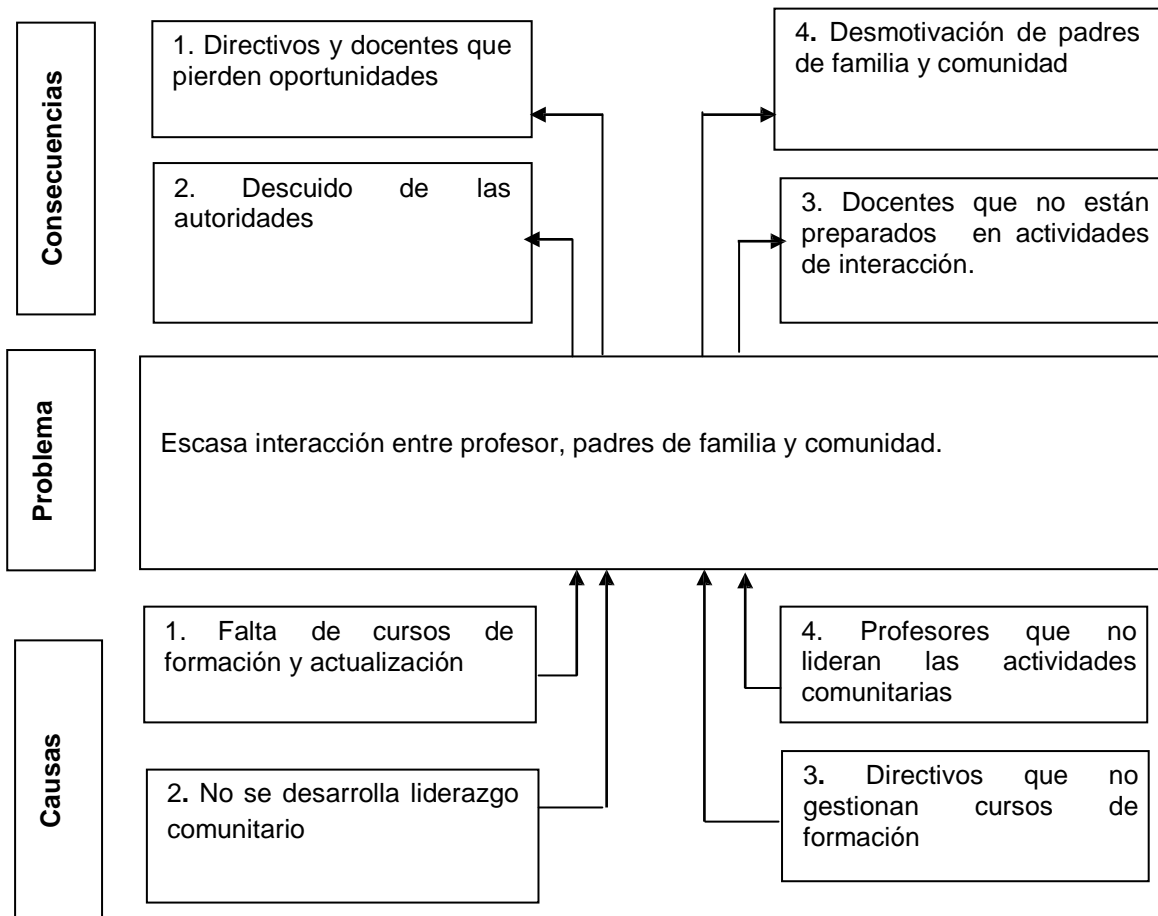 Consecuencias
1. Directivos y docentes que
pierden oportunidades
4. Desmotivación de padres
de familia y comunidad
2. Descuido de las
autoridades
3. Docentes que no están
preparados en actividades
de interacción.
Problema
Escasa interacción entre profesor, padres de familia y comunidad.
Causas
1. Falta de cursos de
formación y actualización
4. Profesores que no
lideran las actividades
comunitarias
2. No se desarrolla liderazgo
comunitario
3. Directivos que no
gestionan cursos de
formación